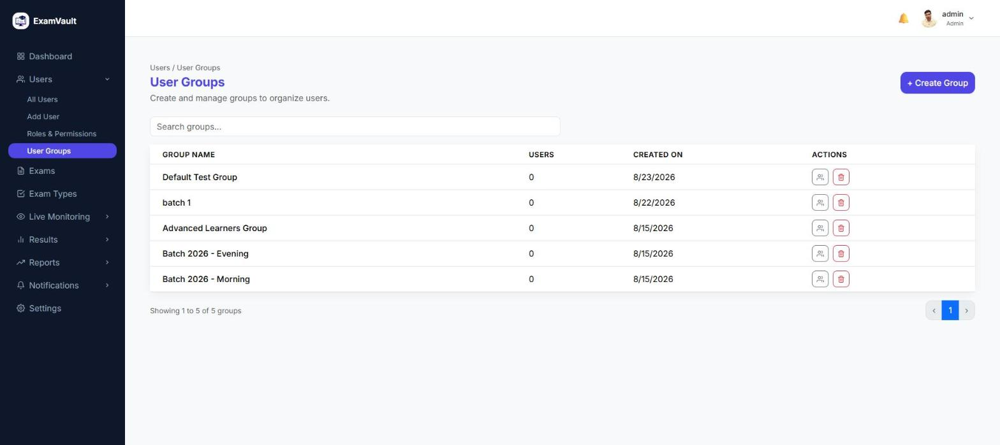 ExamVault
admin
Admin
Dashboard
Users
All Users
Add User
Roles & Permissions
User Groups
Exams
Exam Types
Live Monitoring
Results
Reports
Notifications
Settings
Users / User Groups
User Groups
Create and manage groups to organize users.
+ Create Group
Search groups...
GROUP NAME USERS CREATED ON ACTIONS
Default Test Group 0 8/23/2026
batch 1 0 8/22/2026
Advanced Learners Group 0 8/15/2026
Batch 2026 - Evening 0 8/15/2026
Batch 2026 - Morning 0 8/15/2026
Showing 1 to 5 of 5 groups
‹ 1 ›